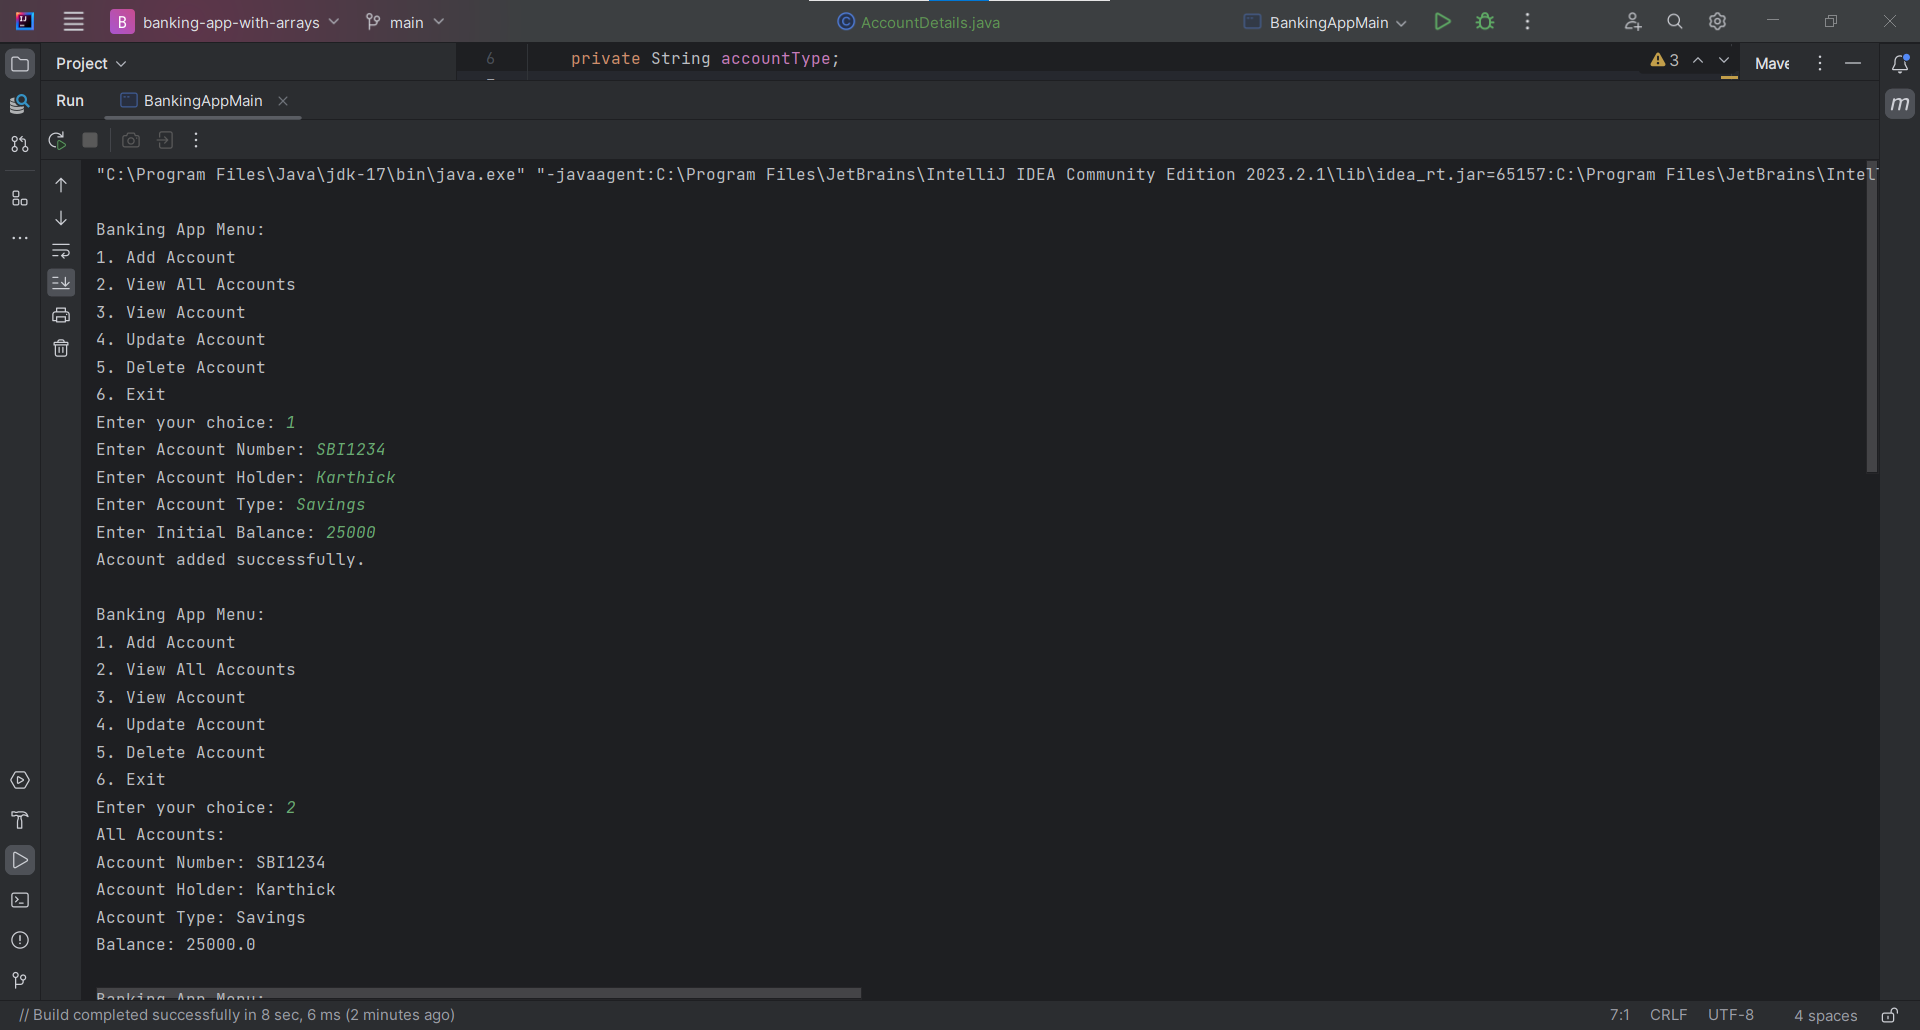 B banking-app-with-arrays main AccountDetails.java BankingAppMain
Project 6 private String accountType; 3 Mave
Run BankingAppMain
"C:\Program Files\Java\jdk-17\bin\java.exe" "-javaagent:C:\Program Files\JetBrains\IntelliJ IDEA Community Edition 2023.2.1\lib\idea_rt.jar=65157:C:\Program Files\JetBrains\Intel
Banking App Menu:
1. Add Account
2. View All Accounts
3. View Account
4. Update Account
5. Delete Account
6. Exit
Enter your choice: 1
Enter Account Number: SBI1234
Enter Account Holder: Karthick
Enter Account Type: Savings
Enter Initial Balance: 25000
Account added successfully.
Banking App Menu:
1. Add Account
2. View All Accounts
3. View Account
4. Update Account
5. Delete Account
6. Exit
Enter your choice: 2
All Accounts:
Account Number: SBI1234
Account Holder: Karthick
Account Type: Savings
Balance: 25000.0
Banking App Menu:
// Build completed successfully in 8 sec, 6 ms (2 minutes ago) 7:1 CRLF UTF-8 4 spaces